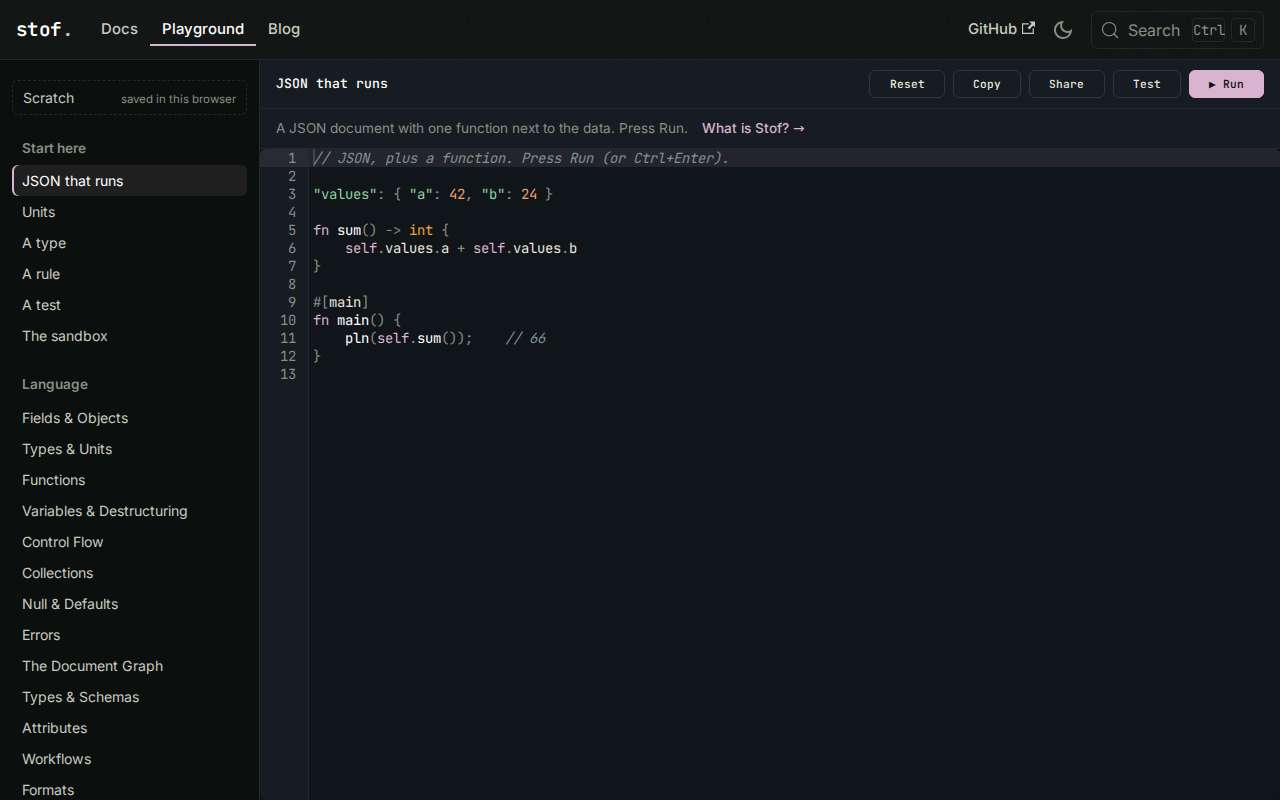 stof. Docs Playground Blog GitHub Search Ctrl K
Scratch saved in this browser
Start here
JSON that runs
Units
A type
A rule
A test
The sandbox
Language
Fields & Objects
Types & Units
Functions
Variables & Destructuring
Control Flow
Collections
Null & Defaults
Errors
The Document Graph
Types & Schemas
Attributes
Workflows
Formats
JSON that runs Reset Copy Share Test ▶ Run
A JSON document with one function next to the data. Press Run. What is Stof? →
1 // JSON, plus a function. Press Run (or Ctrl+Enter).
2
3 "values": { "a": 42, "b": 24 }
4
5 fn sum() -> int {
6     self.values.a + self.values.b
7 }
8
9 #[main]
10 fn main() {
11     pln(self.sum());    // 66
12 }
13